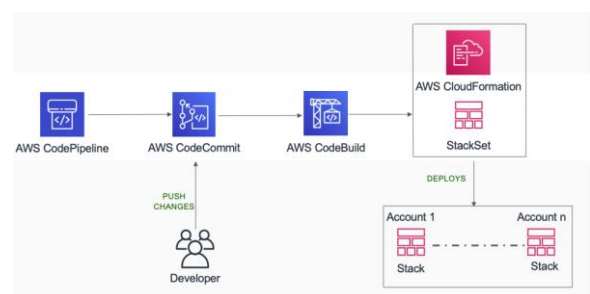 AWS CloudFormation
AWS CodePipeline
AWS CodeCommit
AWS CodeBuild
StackSet
DEPLOYS
PUSH
CHANGES
Account 1
Account n
Stack
Stack
Developer